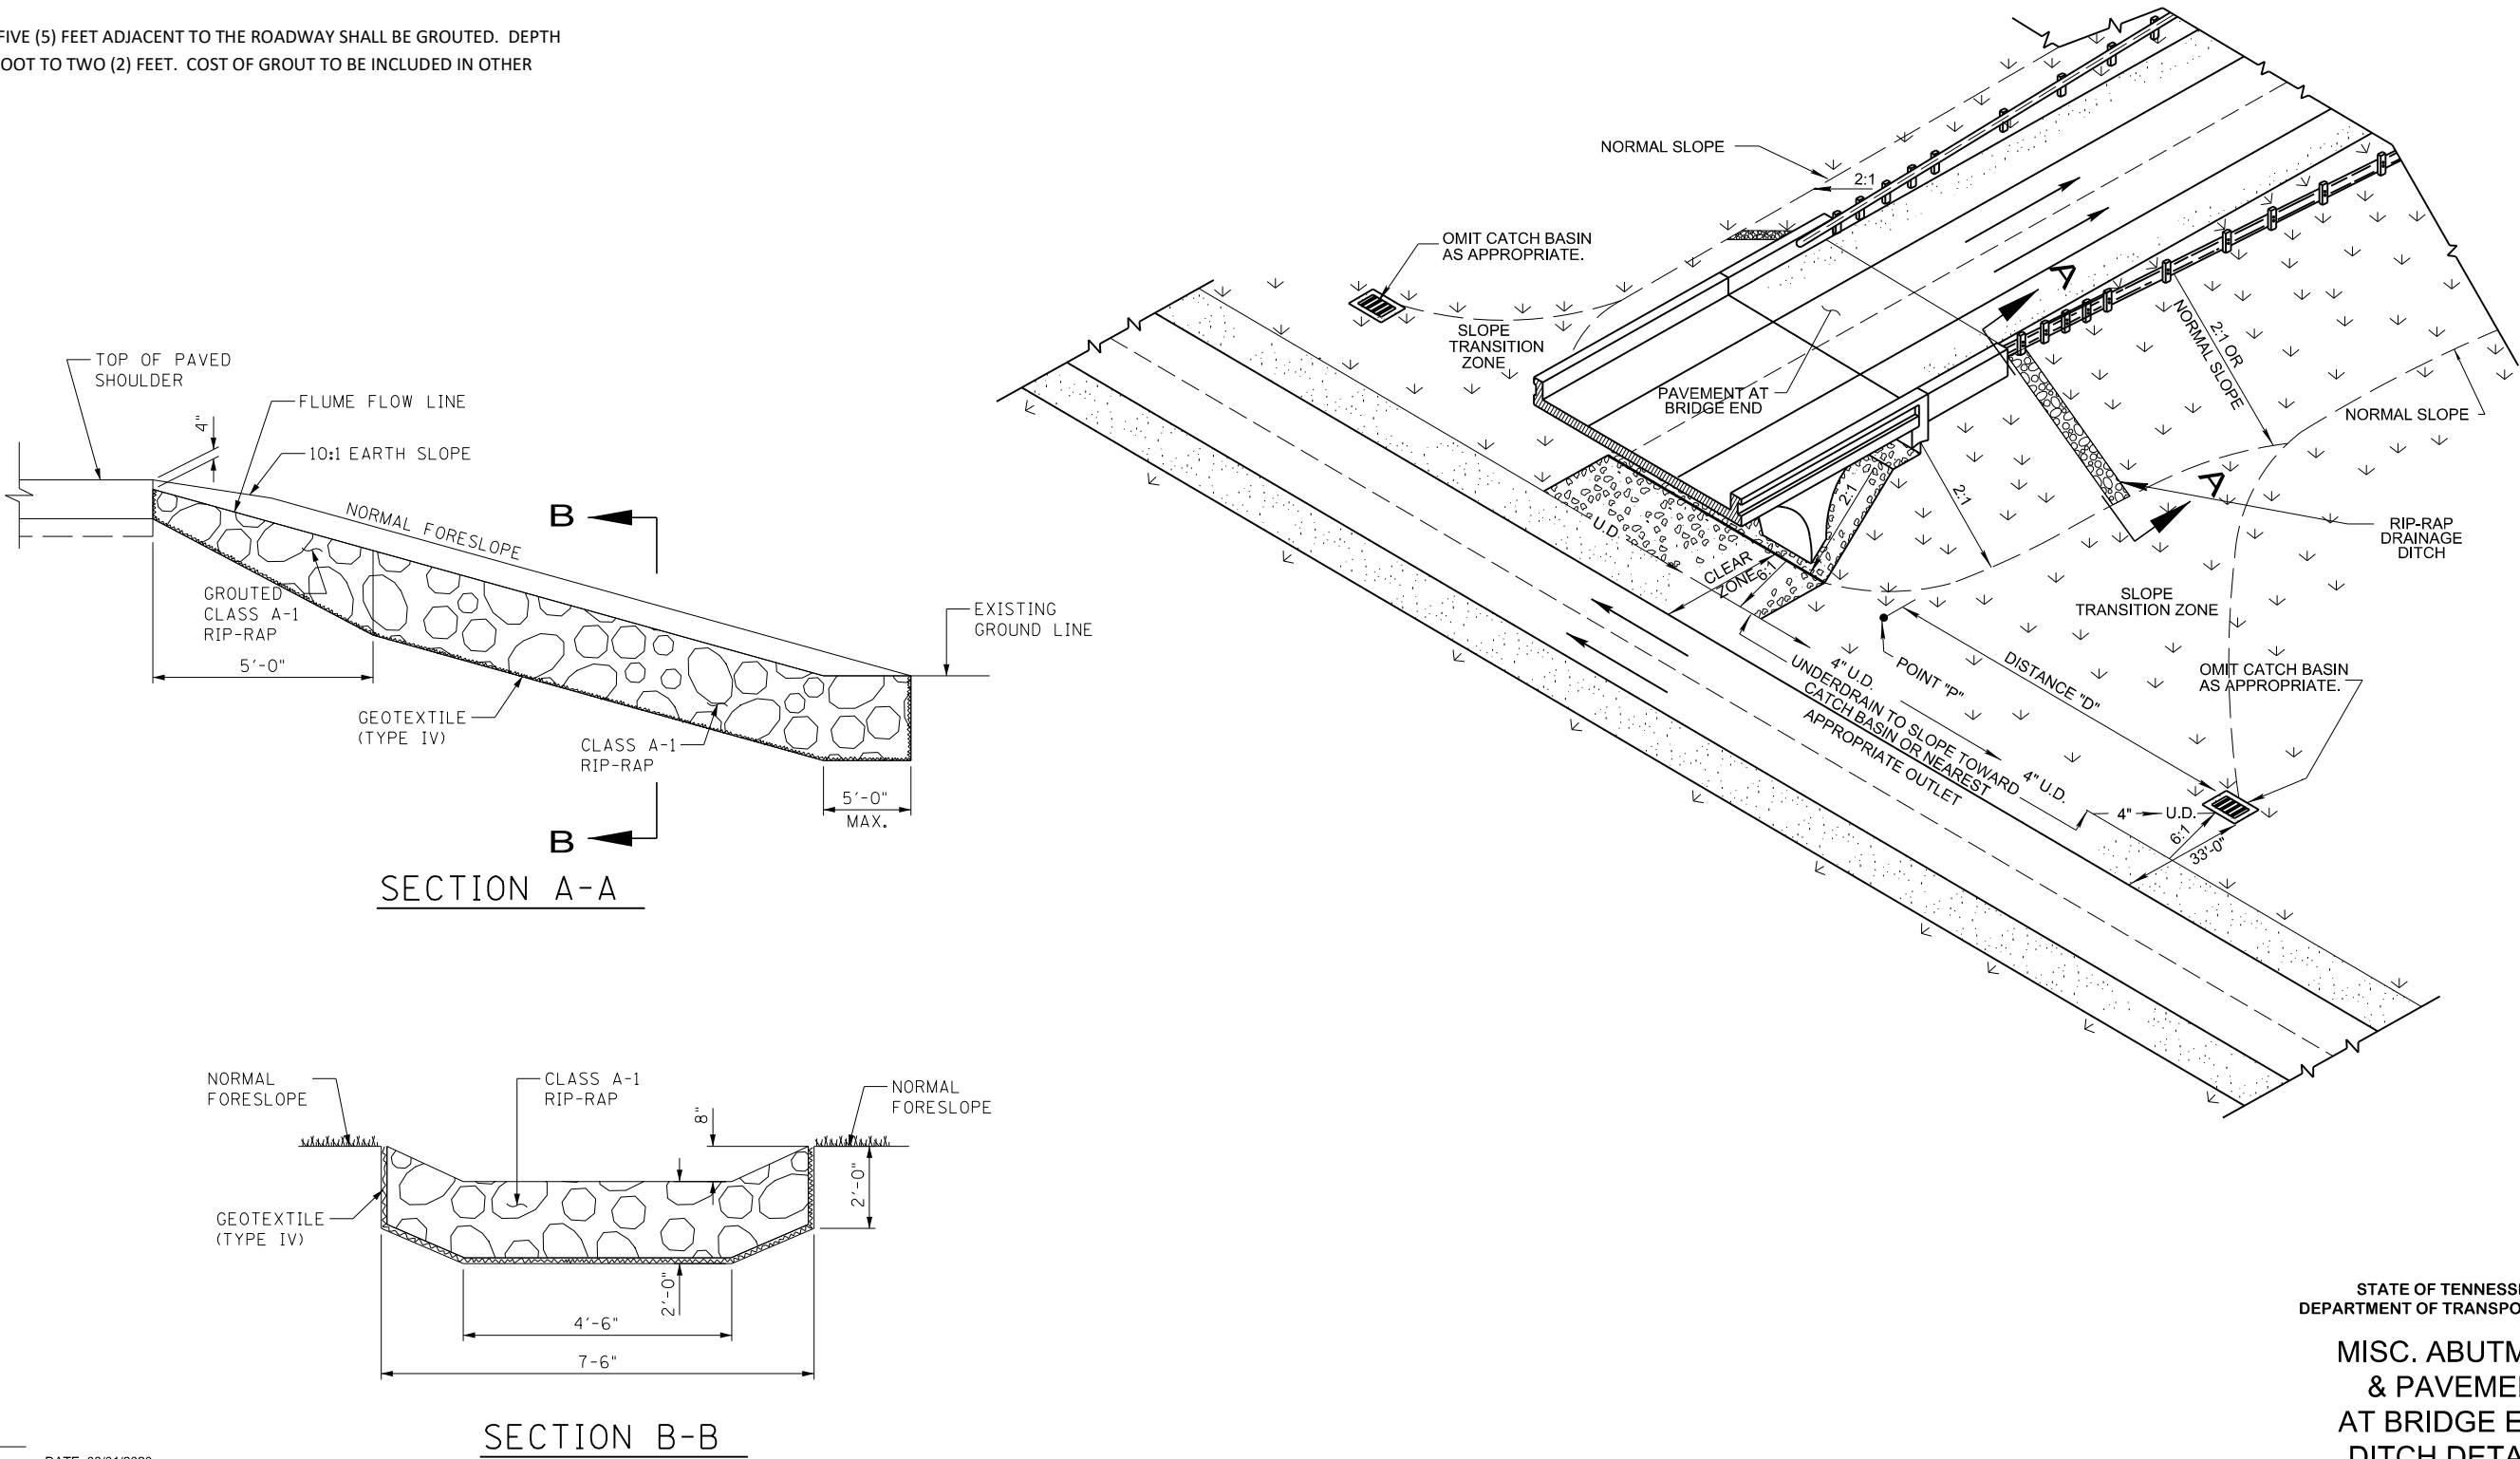 FIVE (5) FEET ADJACENT TO THE ROADWAY SHALL BE GROUTED. DEPTH
OOT TO TWO (2) FEET. COST OF GROUT TO BE INCLUDED IN OTHER
TOP OF PAVED
SHOULDER
4"
FLUME FLOW LINE
10:1 EARTH SLOPE
NORMAL FORESLOPE
B
GROUTED
CLASS A-1
RIP-RAP
5'-0"
GEOTEXTILE
(TYPE IV)
CLASS A-1
RIP-RAP
EXISTING
GROUND LINE
5'-0"
MAX.
B
SECTION A-A
NORMAL
FORESLOPE
CLASS A-1
RIP-RAP
8"
NORMAL
FORESLOPE
2'-0"
GEOTEXTILE
(TYPE IV)
2'-0"
4'-6"
7-6"
SECTION B-B
NORMAL SLOPE
2:1
OMIT CATCH BASIN
AS APPROPRIATE.
SLOPE
TRANSITION
ZONE
PAVEMENT AT
BRIDGE END
A
2:1 OR
NORMAL SLOPE
NORMAL SLOPE
A
RIP-RAP
DRAINAGE
DITCH
2:1
2:1
U.D.
CLEAR
ZONE
6:1
SLOPE
TRANSITION ZONE
POINT "P"
DISTANCE "D"
OMIT CATCH BASIN
AS APPROPRIATE.
4" U.D.
UNDERDRAIN TO SLOPE TOWARD
CATCH BASIN OR NEAREST
APPROPRIATE OUTLET
4" U.D.
4" U.D.
6:1
33'-0"
STATE OF TENNESS
DEPARTMENT OF TRANSPO
MISC. ABUTM
& PAVEME
AT BRIDGE E
DITCH DETA